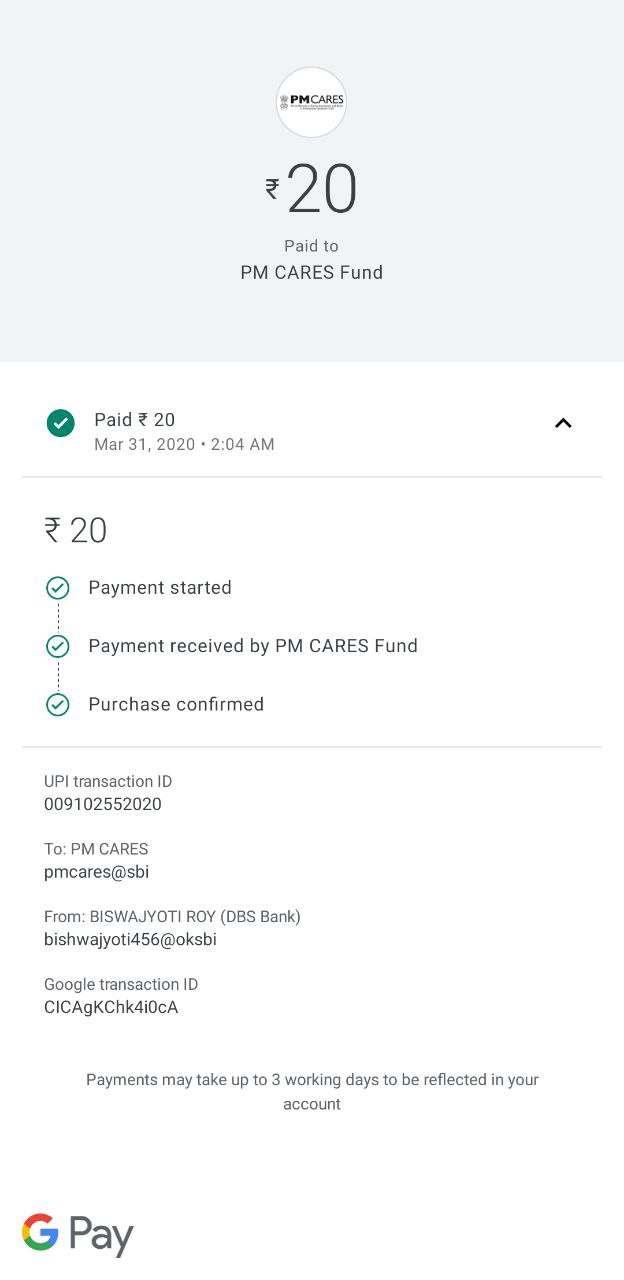 PMCARES
₹20
Paid to
PM CARES Fund
Paid ₹ 20
Mar 31, 2020 • 2:04 AM
₹ 20
Payment started
Payment received by PM CARES Fund
Purchase confirmed
UPI transaction ID
009102552020
To: PM CARES
pmcares@sbi
From: BISWAJYOTI ROY (DBS Bank)
bishwajyoti456@oksbi
Google transaction ID
CICAgKChk4i0cA
Payments may take up to 3 working days to be reflected in your
account
G Pay